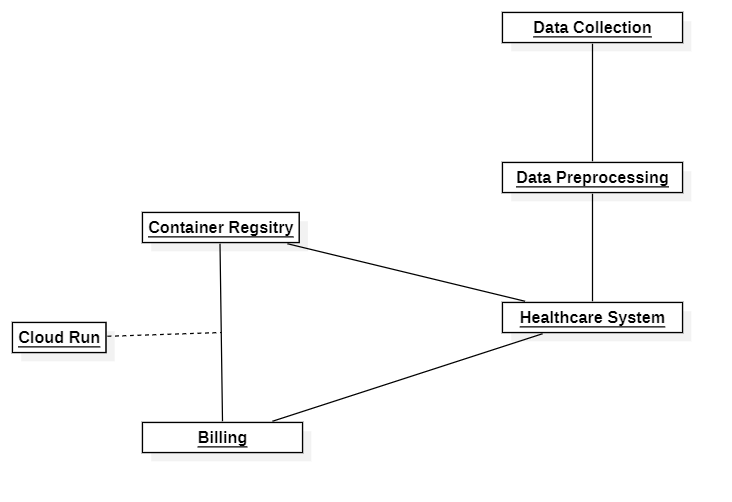 Data Collection
Data Preprocessing
Container Regsitry
Healthcare System
Cloud Run
Billing